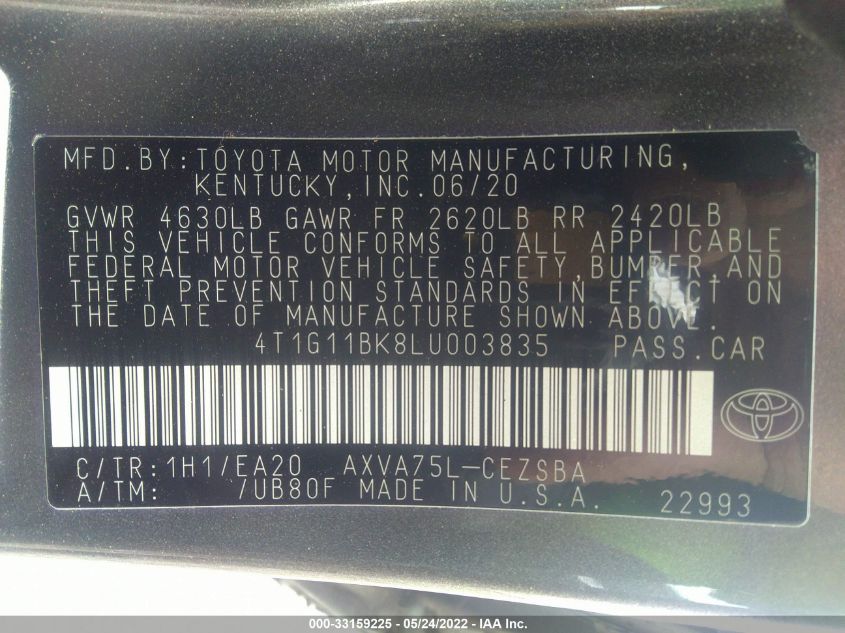 MFD.BY:TOYOTA MOTOR MANUFACTURING,
KENTUCKY,INC.06/20
GVWR 4630LB GAWR FR 2620LB RR 2420LB
THIS VEHICLE CONFORMS TO ALL APPLICABLE
FEDERAL MOTOR VEHICLE SAFETY,BUMPER,AND
THEFT PREVENTION STANDARDS IN EFFECT ON
THE DATE OF MANUFACTURE SHOWN ABOVE.
4T1G11BK8LU003835 PASS.CAR
C/TR:1H1/EA20 AXVA75L-CEZSBA
A/TM: /UB80F MADE IN U.S.A. 22993
000-33159225 - 05/24/2022 - IAA Inc.